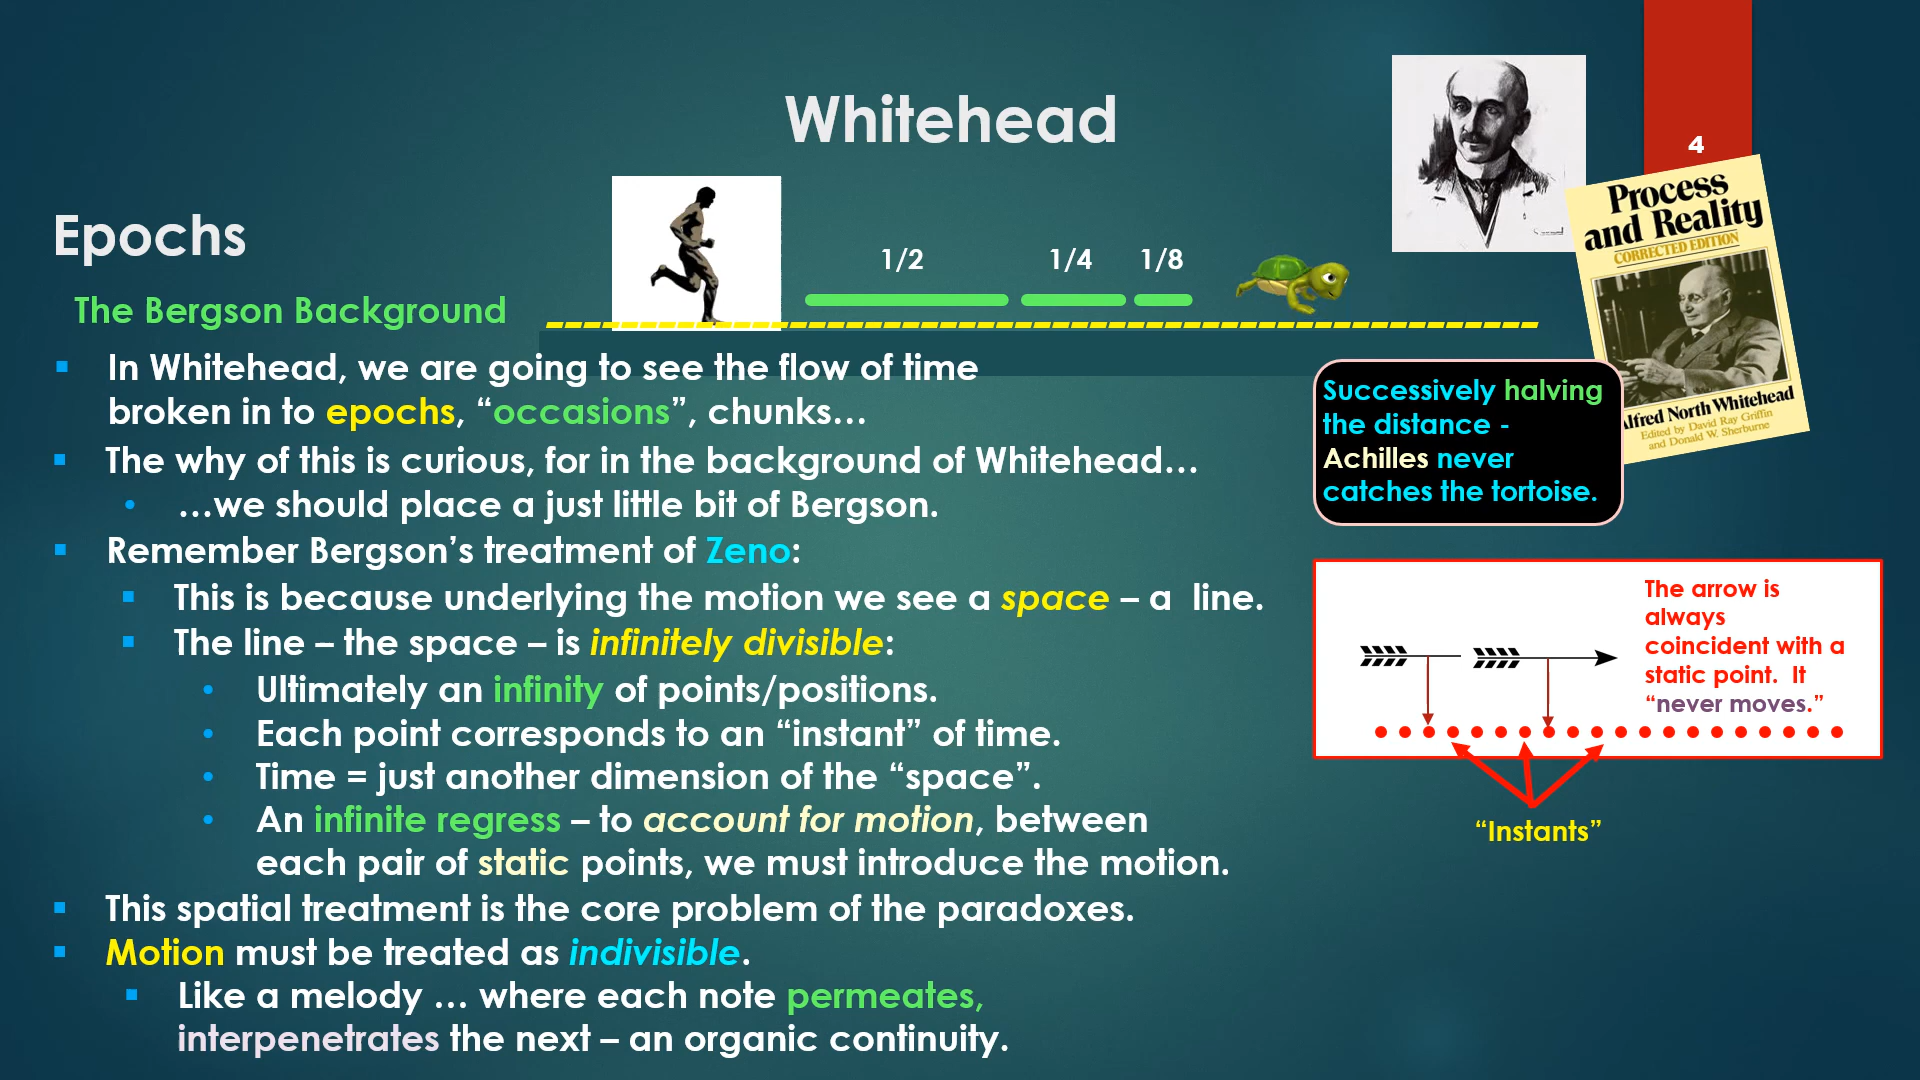 Whitehead
4
Epochs
1/2
1/4
1/8
The Bergson Background
Process
and Reality
CORRECTED EDITION
Alfred North Whitehead
Edited by David Ray Griffin
and Donald W. Sherburne
In Whitehead, we are going to see the flow of time
broken in to epochs, “occasions”, chunks…
The why of this is curious, for in the background of Whitehead…
…we should place a just little bit of Bergson.
Remember Bergson’s treatment of Zeno:
This is because underlying the motion we see a space – a  line.
The line – the space – is infinitely divisible:
Ultimately an infinity of points/positions.
Each point corresponds to an “instant” of time.
Time = just another dimension of the “space”.
An infinite regress – to account for motion, between
each pair of static points, we must introduce the motion.
This spatial treatment is the core problem of the paradoxes.
Motion must be treated as indivisible.
Like a melody … where each note permeates,
interpenetrates the next – an organic continuity.
Successively halving
the distance -
Achilles never
catches the tortoise.
The arrow is
always
coincident with a
static point.  It
“never moves.”
“Instants”